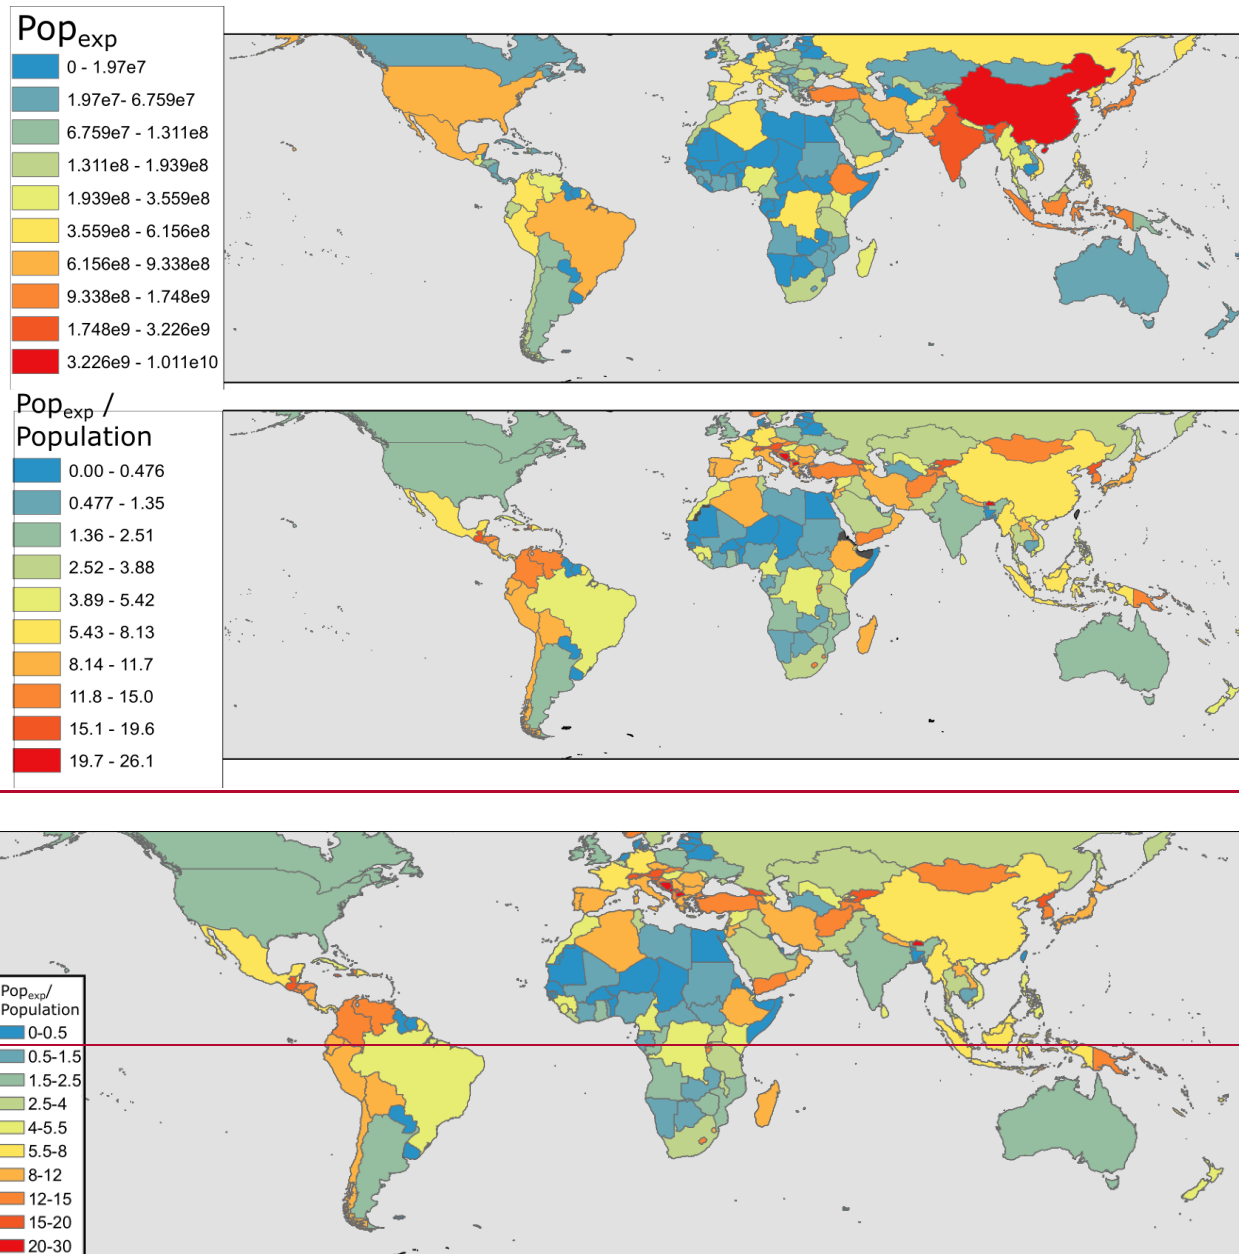 Popexp
0 - 1.97e7
1.97e7- 6.759e7
6.759e7 - 1.311e8
1.311e8 - 1.939e8
1.939e8 - 3.559e8
3.559e8 - 6.156e8
6.156e8 - 9.338e8
9.338e8 - 1.748e9
1.748e9 - 3.226e9
3.226e9 - 1.011e10
Popexp /
Population
0.00 - 0.476
0.477 - 1.35
1.36 - 2.51
2.52 - 3.88
3.89 - 5.42
5.43 - 8.13
8.14 - 11.7
11.8 - 15.0
15.1 - 19.6
19.7 - 26.1
Popexp/
Population
0-0.5
0.5-1.5
1.5-2.5
2.5-4
4-5.5
5.5-8
8-12
12-15
15-20
20-30